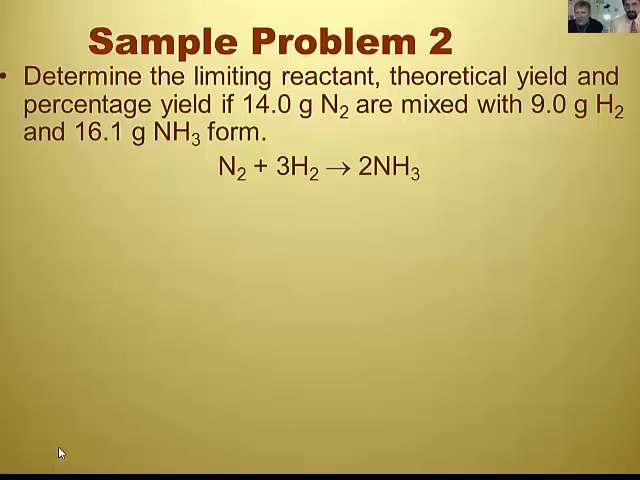 Sample Problem 2
• Determine the limiting reactant, theoretical yield and
percentage yield if 14.0 g N₂ are mixed with 9.0 g H₂
and 16.1 g NH₃ form.
N₂ + 3H₂ → 2NH₃